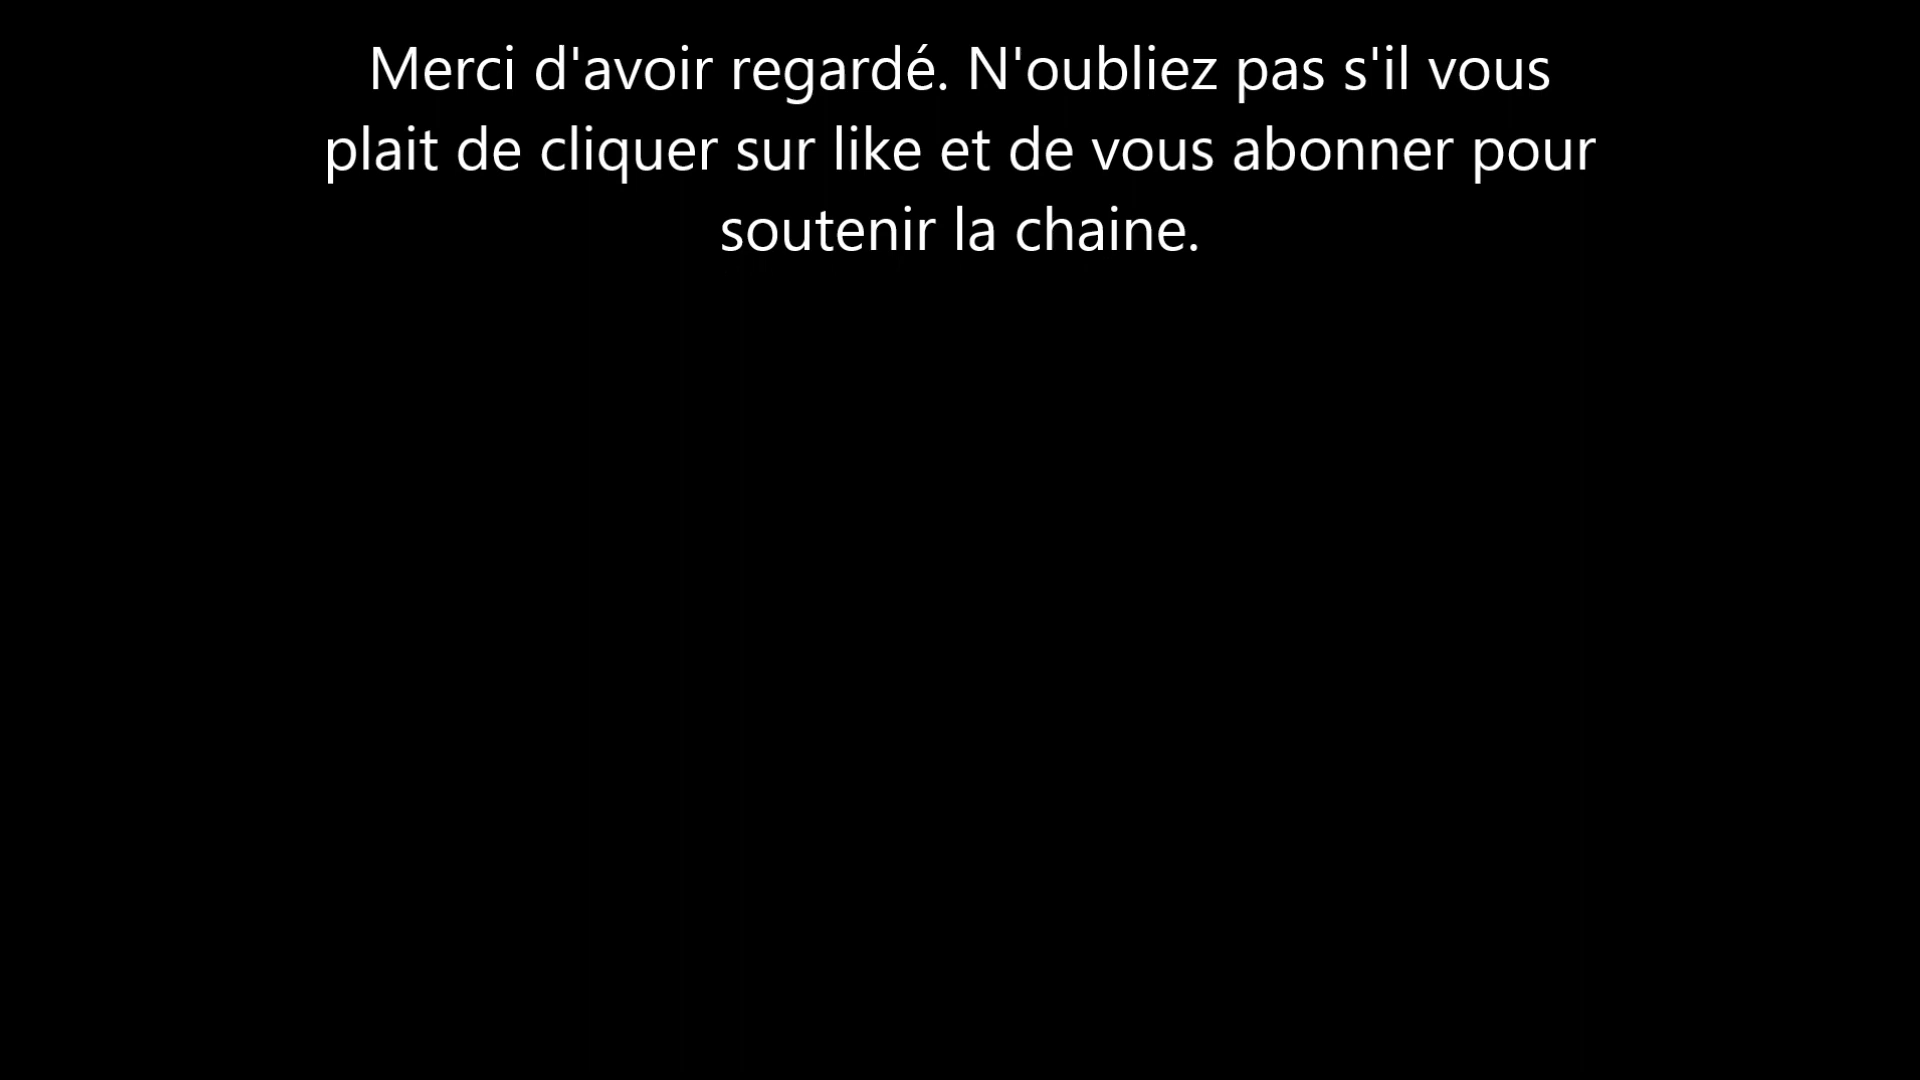 Merci d'avoir regardé. N'oubliez pas s'il vous
plait de cliquer sur like et de vous abonner pour
soutenir la chaine.